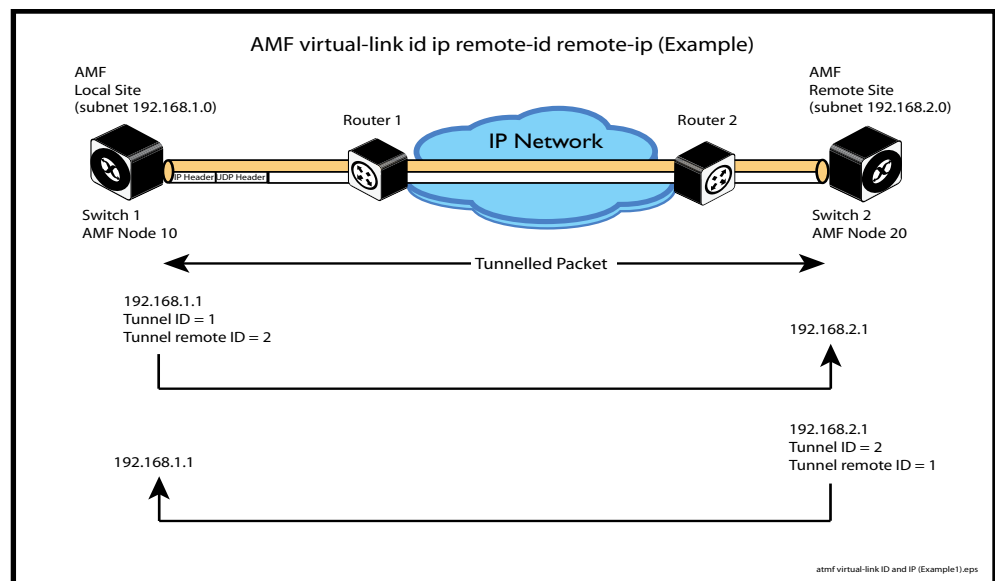 AMF virtual-link id ip remote-id remote-ip (Example)
AMF
Local Site
(subnet 192.168.1.0)
AMF
Remote Site
(subnet 192.168.2.0)
Router 1
IP Network
Router 2
IP Header
UDP Header
Switch 1
AMF Node 10
Switch 2
AMF Node 20
Tunnelled Packet
192.168.1.1
Tunnel ID = 1
Tunnel remote ID = 2
192.168.2.1
192.168.2.1
Tunnel ID = 2
Tunnel remote ID = 1
192.168.1.1
atmf virtual-link ID and IP (Example1).eps